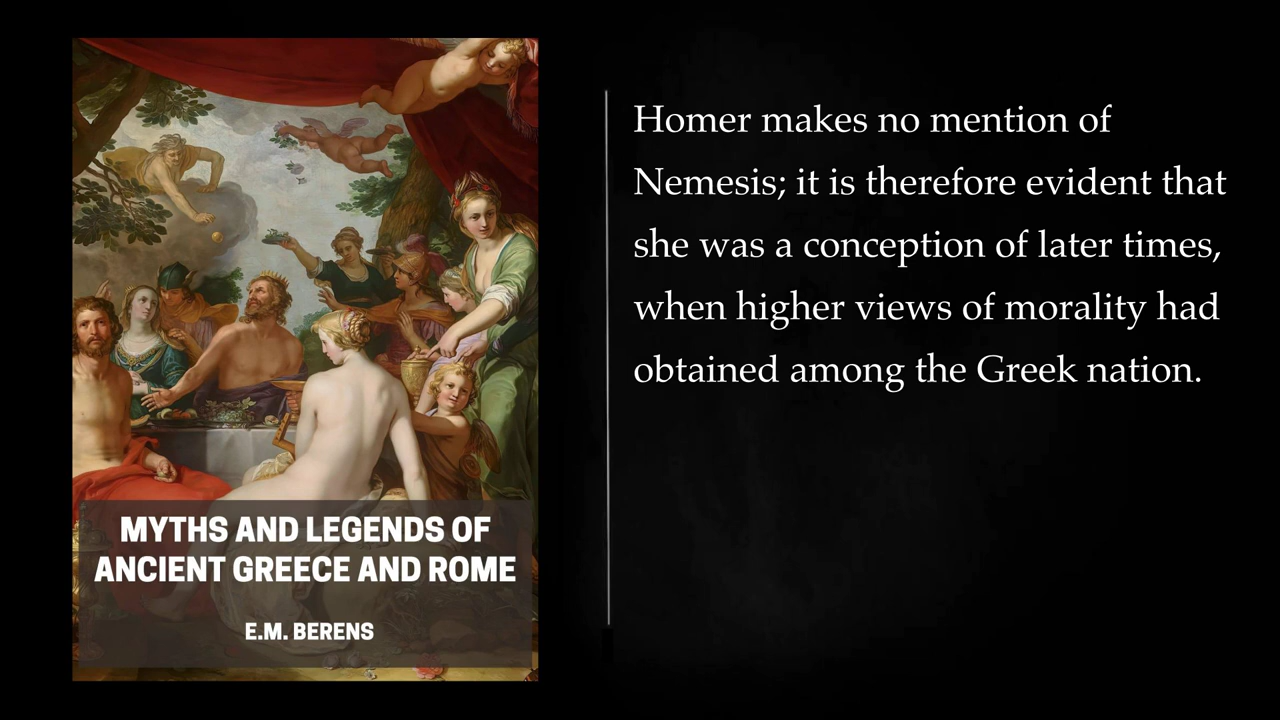 MYTHS AND LEGENDS OF
ANCIENT GREECE AND ROME
E.M. BERENS
Homer makes no mention of
Nemesis; it is therefore evident that
she was a conception of later times,
when higher views of morality had
obtained among the Greek nation.